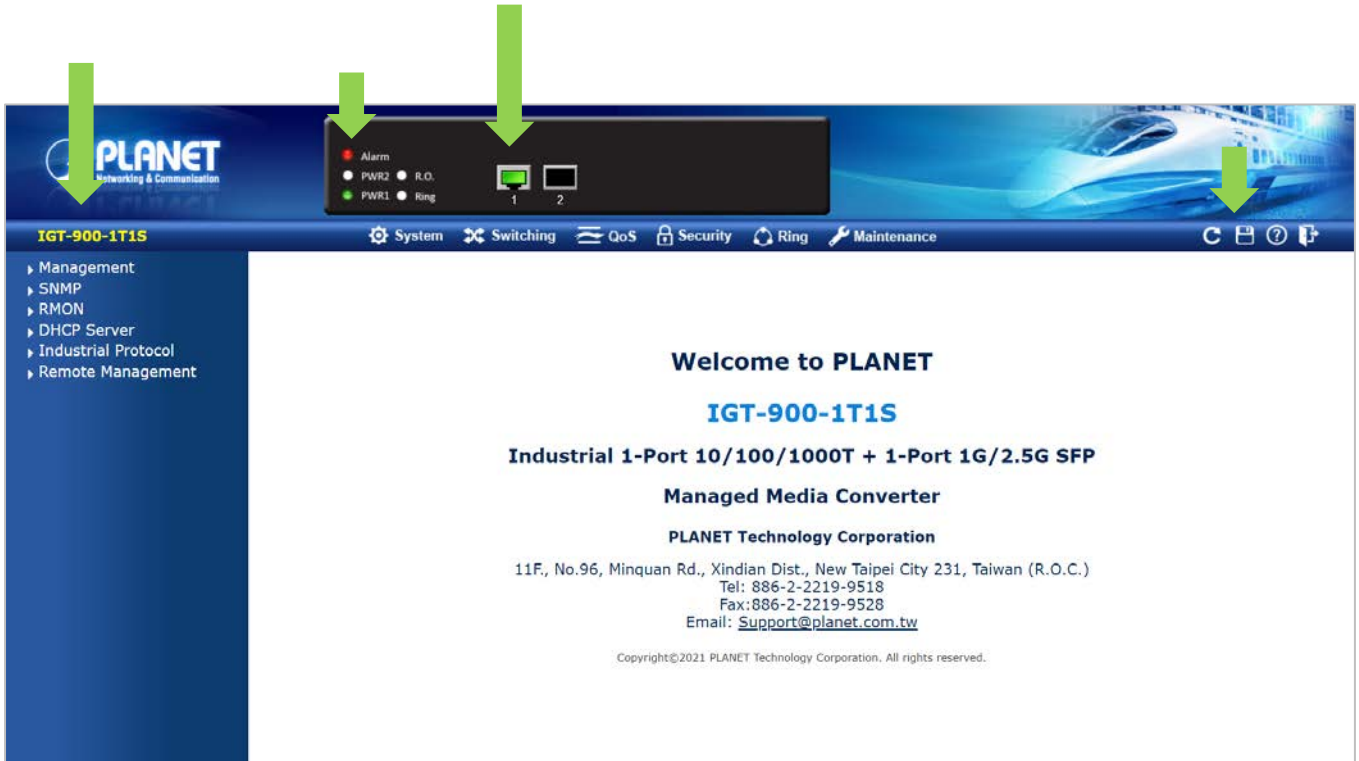 PLANET
Networking & Communication
Alarm
PWR2 R.O.
PWR1 Ring
1 2
IGT-900-1T1S
System Switching QoS Security Ring Maintenance
Management
SNMP
RMON
DHCP Server
Industrial Protocol
Remote Management
Welcome to PLANET
IGT-900-1T1S
Industrial 1-Port 10/100/1000T + 1-Port 1G/2.5G SFP
Managed Media Converter
PLANET Technology Corporation
11F., No.96, Minquan Rd., Xindian Dist., New Taipei City 231, Taiwan (R.O.C.)
Tel: 886-2-2219-9518
Fax:886-2-2219-9528
Email: Support@planet.com.tw
Copyright©2021 PLANET Technology Corporation. All rights reserved.